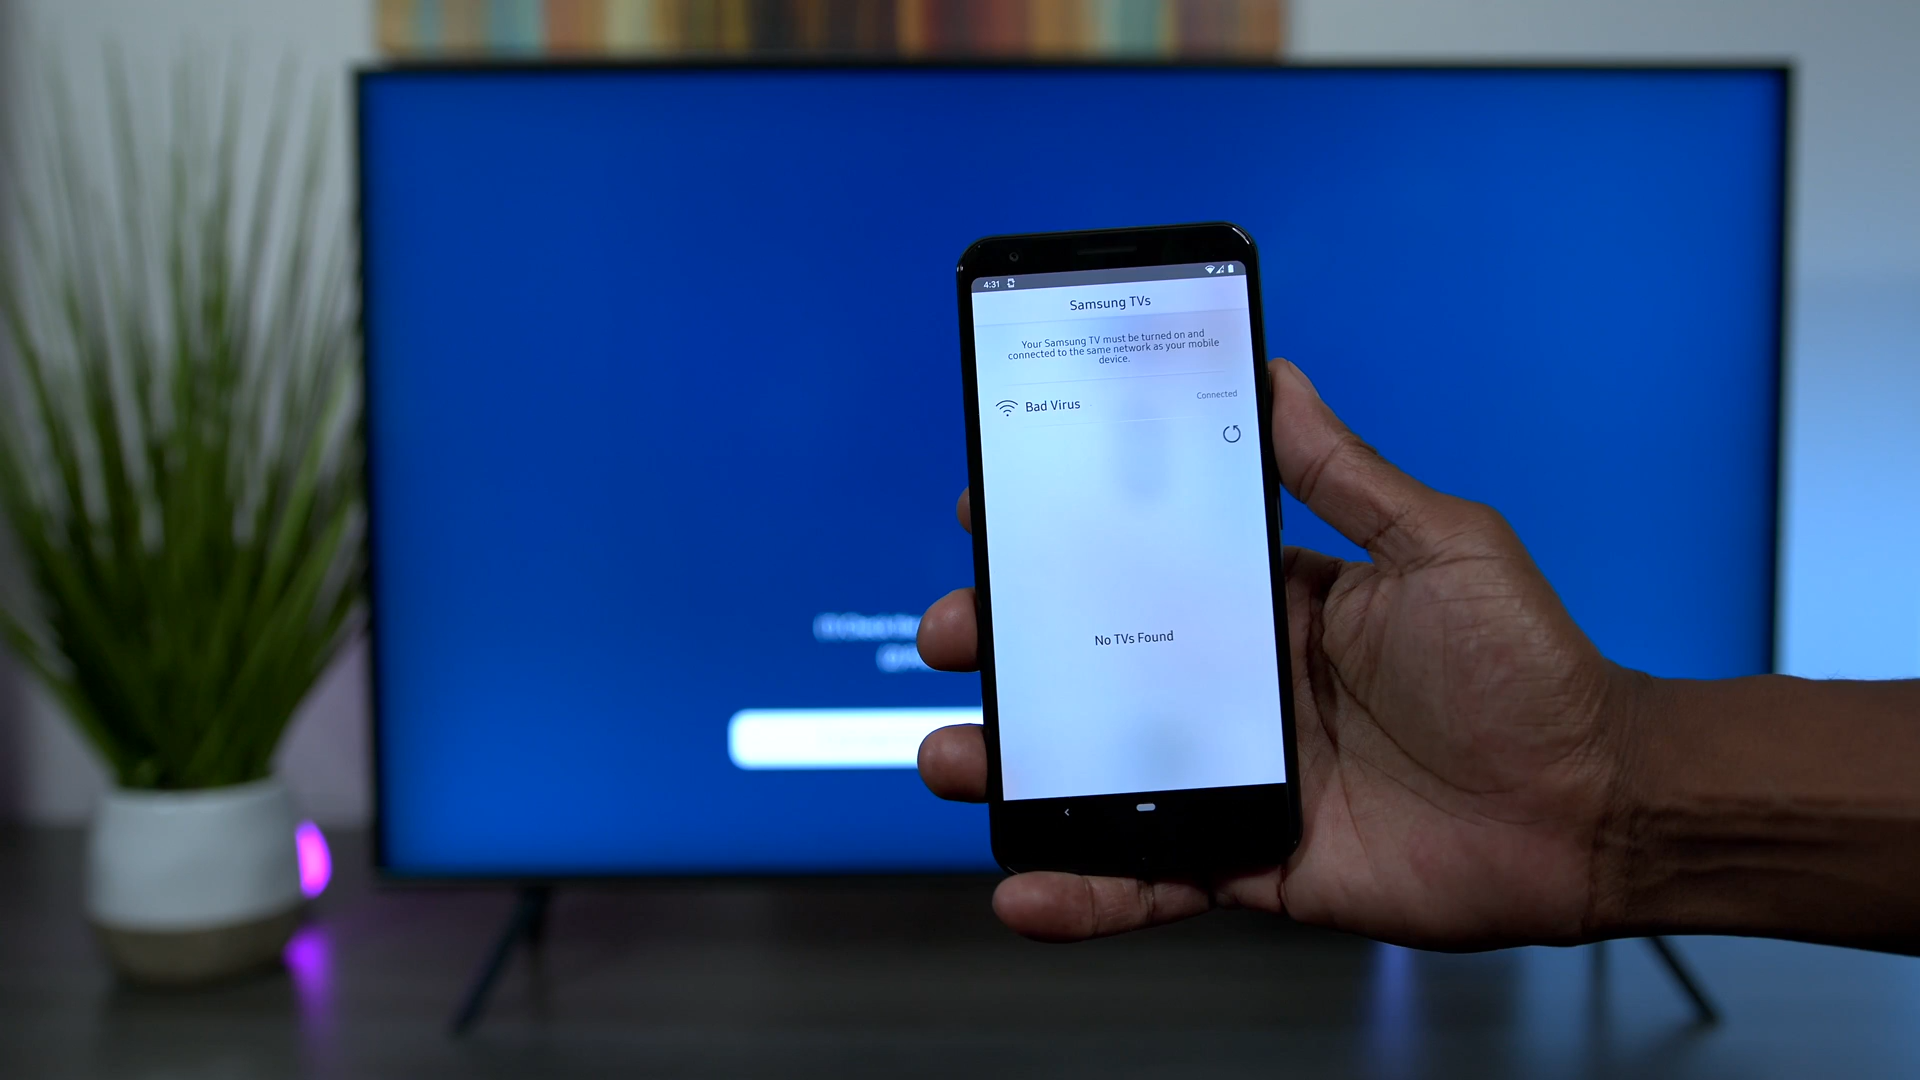 4:31
Samsung TVs
Your Samsung TV must be turned on and
connected to the same network as your mobile
device.
Bad Virus
Connected
No TVs Found